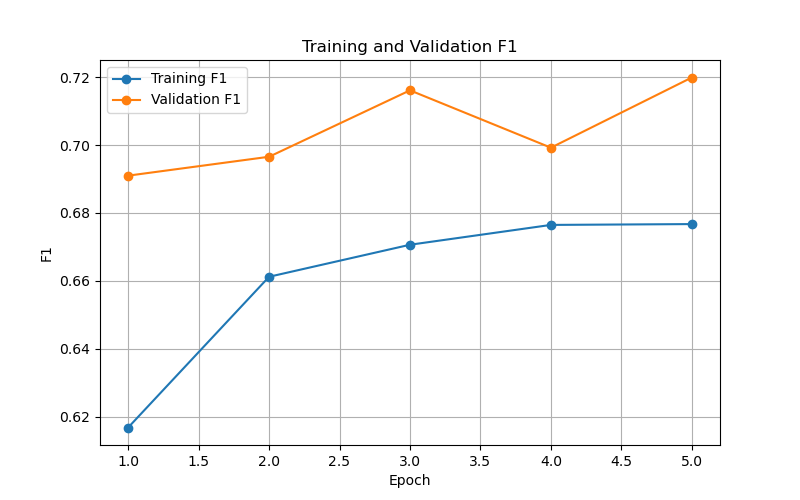 Training and Validation F1
Training F1
Validation F1
0.72
0.70
0.68
0.66
0.64
0.62
F1
1.0 1.5 2.0 2.5 3.0 3.5 4.0 4.5 5.0
Epoch